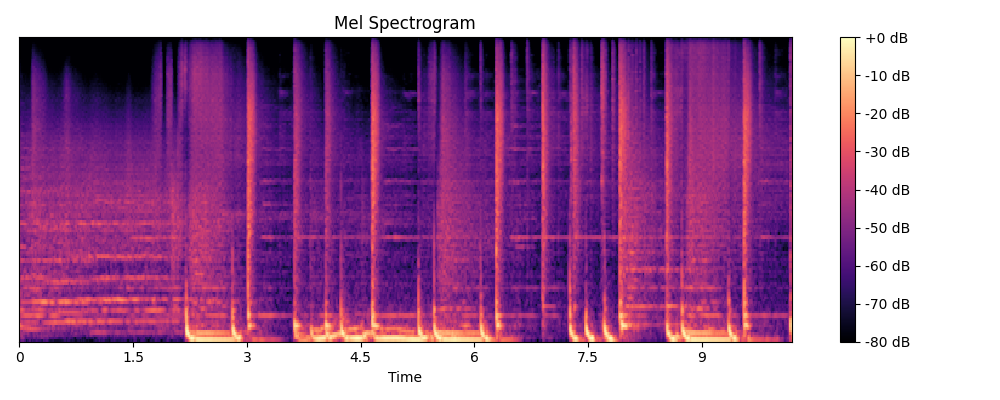 Mel Spectrogram
+0 dB
-10 dB
-20 dB
-30 dB
-40 dB
-50 dB
-60 dB
-70 dB
-80 dB
0 1.5 3 4.5 6 7.5 9
Time